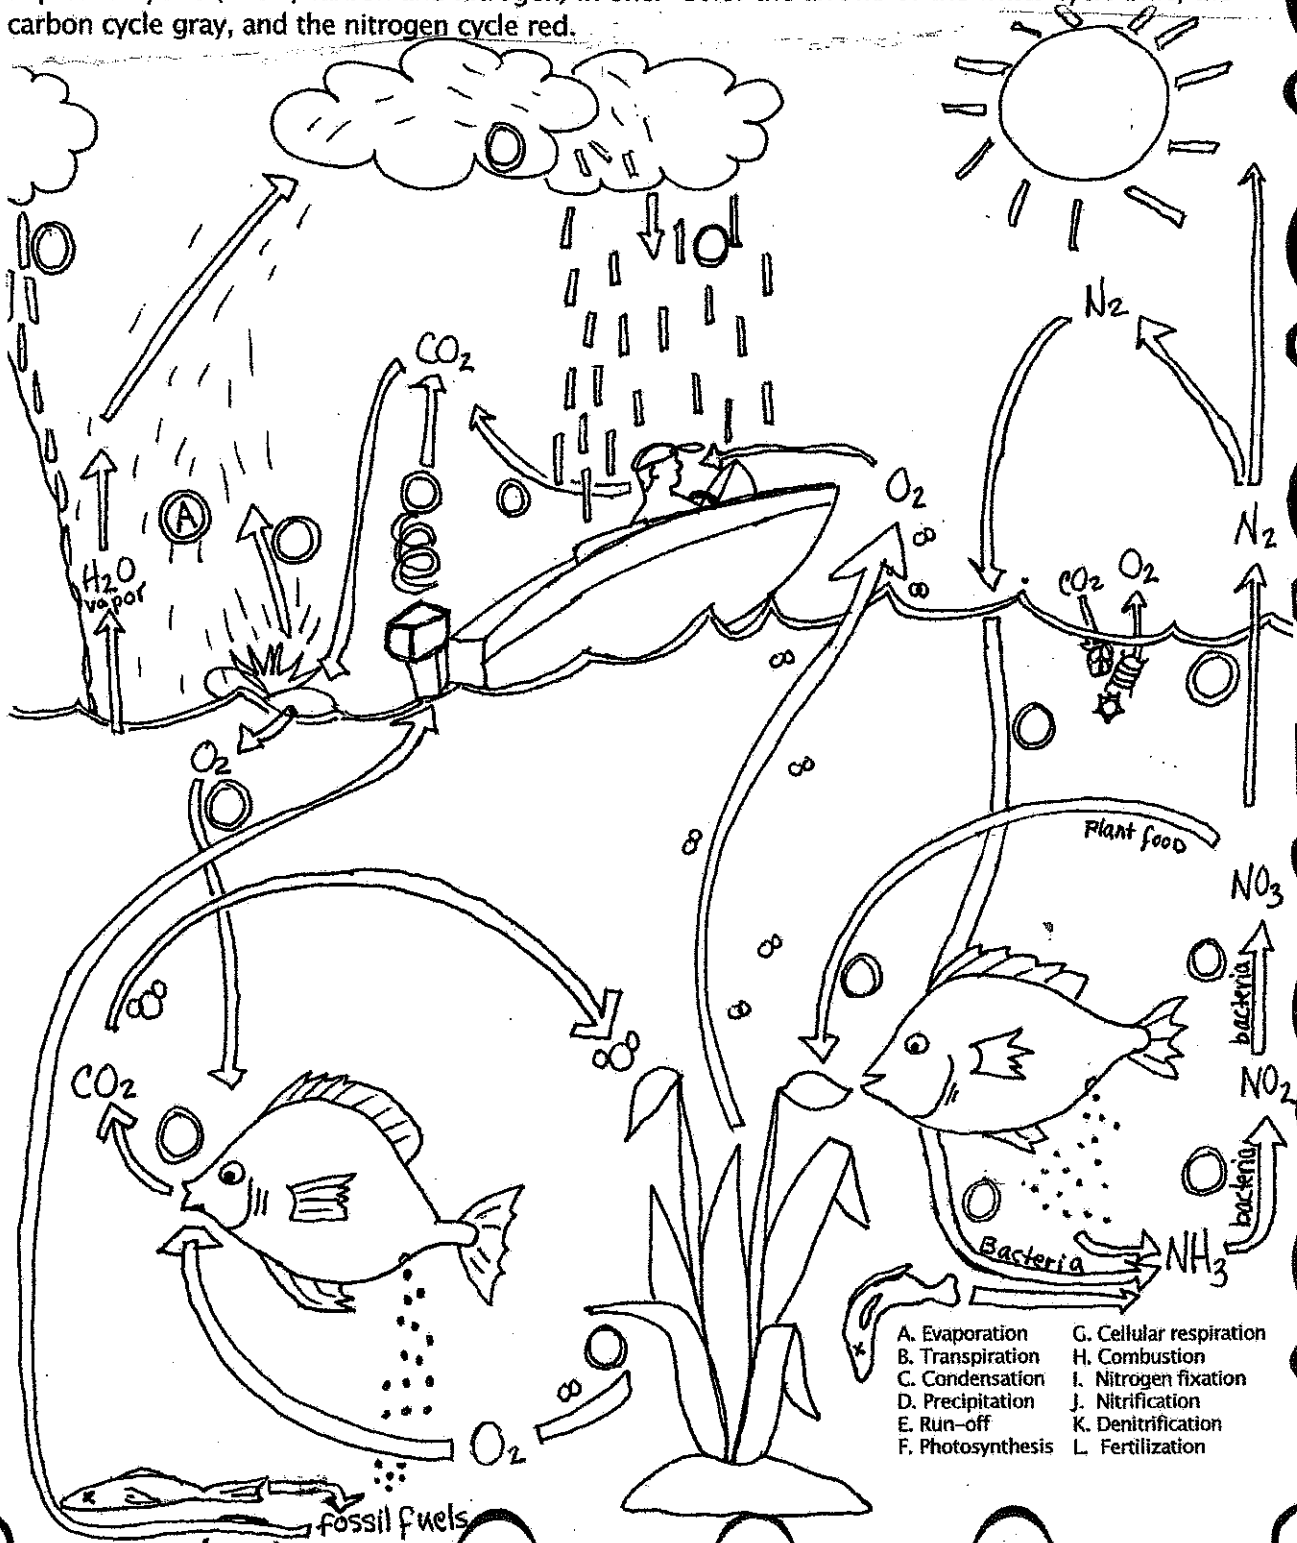 carbon cycle gray, and the nitrogen cycle red.
N2
CO2
O2
N2
A
H2O
vapor
CO2
O2
O2
Plant food
NO3
bacteria
CO2
NO2
bacteria
Bacteria
NH3
A. Evaporation
B. Transpiration
C. Condensation
D. Precipitation
E. Run-off
F. Photosynthesis
G. Cellular respiration
H. Combustion
I. Nitrogen fixation
J. Nitrification
K. Denitrification
L. Fertilization
O2
fossil fuels